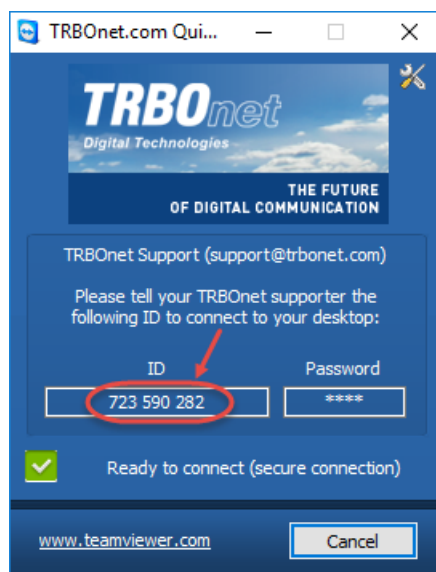 TRBOnet.com Qui...
TRBOnet
Digital Technologies
THE FUTURE
OF DIGITAL COMMUNICATION
TRBOnet Support (support@trbonet.com)
Please tell your TRBOnet supporter the
following ID to connect to your desktop:
ID Password
723 590 282 ****
Ready to connect (secure connection)
www.teamviewer.com Cancel